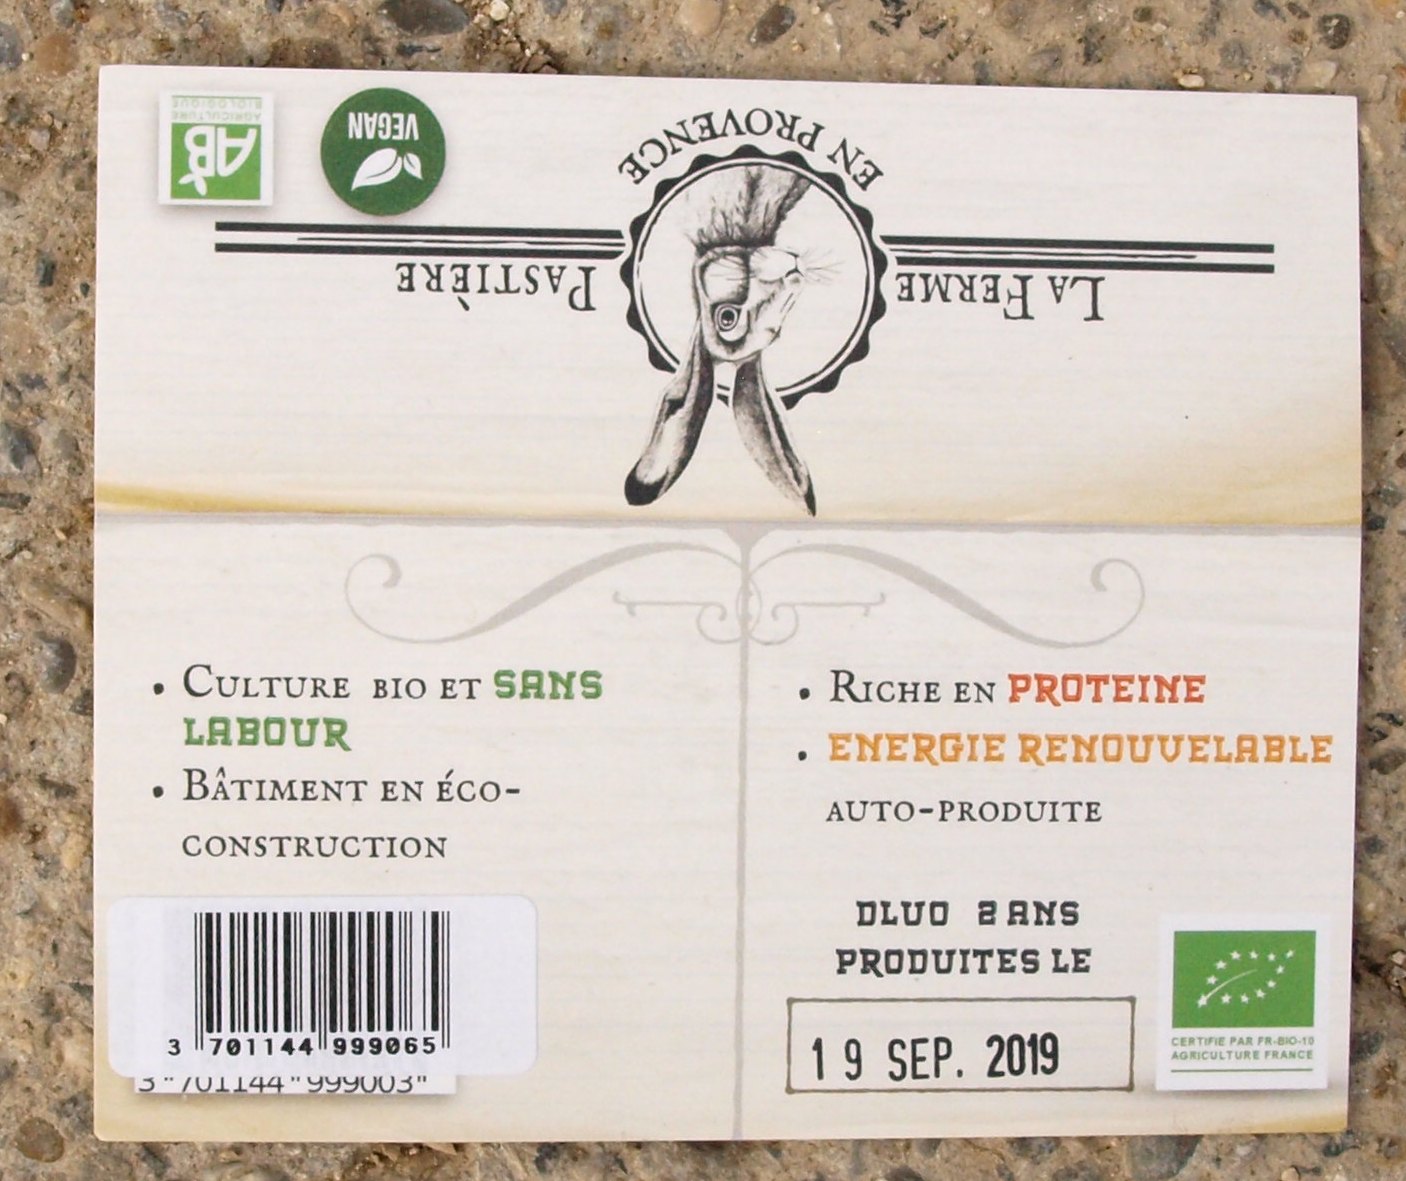 AGRICULTURE
BIOLOGIQUE
AB
VEGAN
EN PROVENCE
LA FERME PASTIÈRE
• CULTURE BIO ET SANS
LABOUR
• BÂTIMENT EN ÉCO-
CONSTRUCTION
• RICHE EN PROTEINE
• ENERGIE RENOUVELABLE
AUTO-PRODUITE
DLUO 2 ANS
PRODUITES LE
19 SEP. 2019
CERTIFIE PAR FR-BIO-10
AGRICULTURE FRANCE
3 701144 999065
3 701144 999003